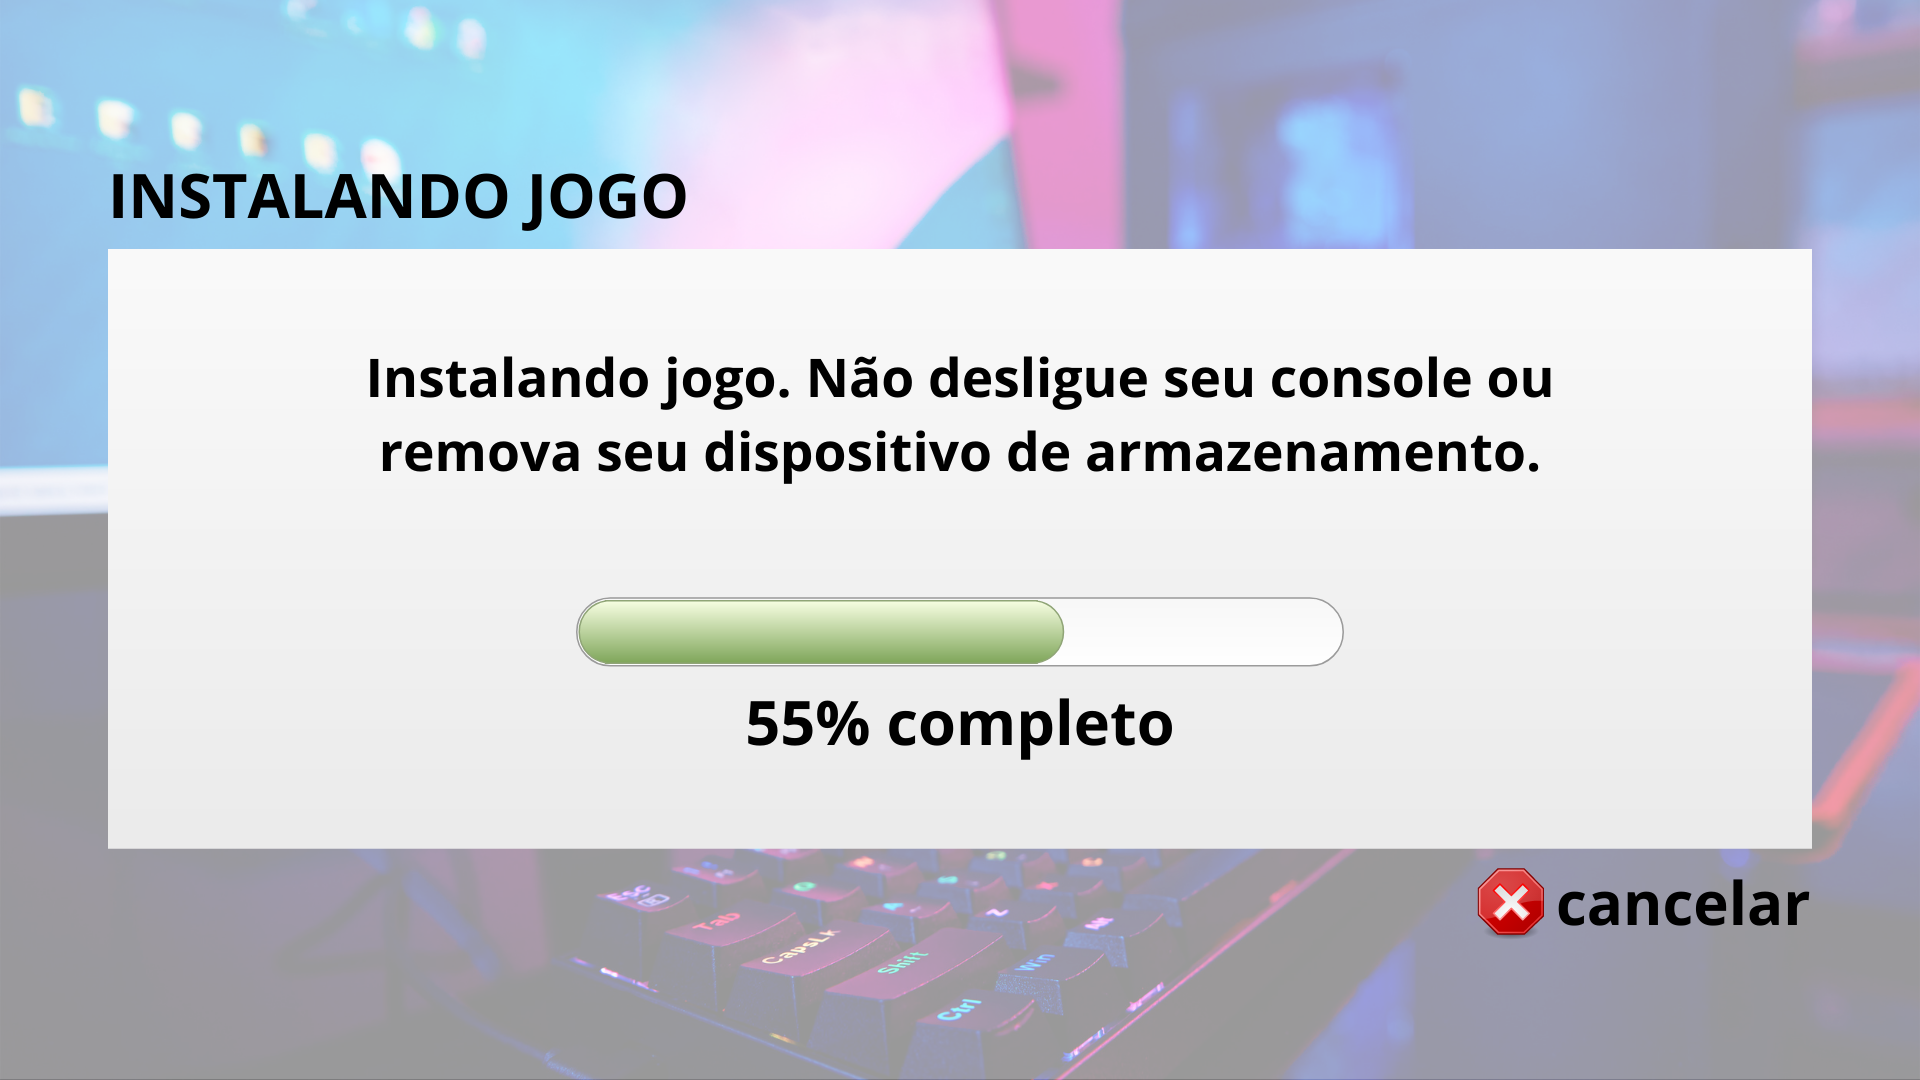 INSTALANDO JOGO
Instalando jogo. Não desligue seu console ou
remova seu dispositivo de armazenamento.
55% completo
cancelar
Esc
Tab
CapsLk
Shift
Win
Ctrl